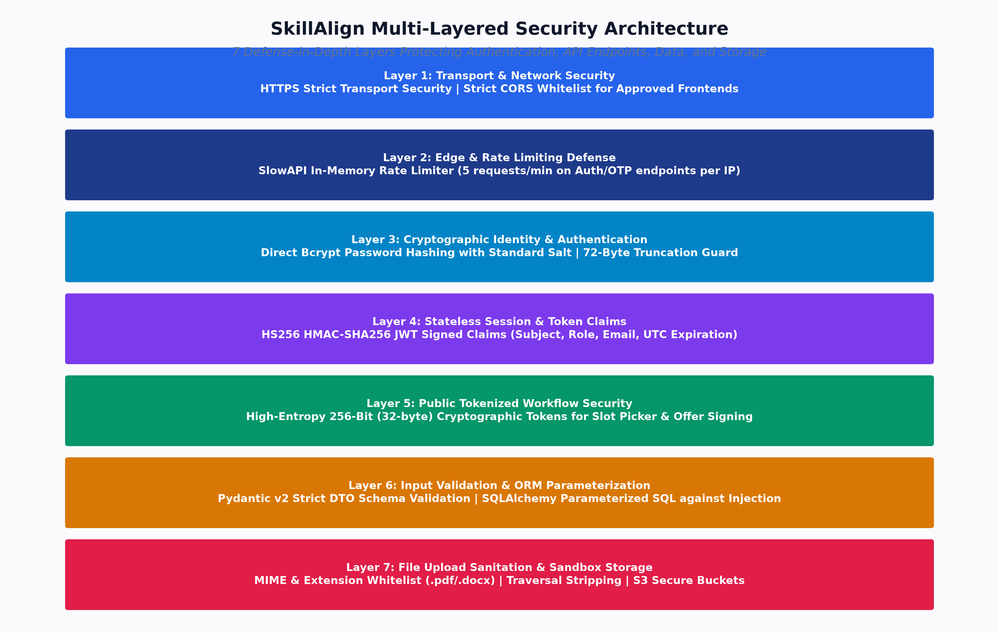 SkillAlign Multi-Layered Security Architecture
7 Defense-in-Depth Layers Protecting Authentication, API Endpoints, Data, and Storage
Layer 1: Transport & Network Security
HTTPS Strict Transport Security | Strict CORS Whitelist for Approved Frontends
Layer 2: Edge & Rate Limiting Defense
SlowAPI In-Memory Rate Limiter (5 requests/min on Auth/OTP endpoints per IP)
Layer 3: Cryptographic Identity & Authentication
Direct Bcrypt Password Hashing with Standard Salt | 72-Byte Truncation Guard
Layer 4: Stateless Session & Token Claims
HS256 HMAC-SHA256 JWT Signed Claims (Subject, Role, Email, UTC Expiration)
Layer 5: Public Tokenized Workflow Security
High-Entropy 256-Bit (32-byte) Cryptographic Tokens for Slot Picker & Offer Signing
Layer 6: Input Validation & ORM Parameterization
Pydantic v2 Strict DTO Schema Validation | SQLAlchemy Parameterized SQL against Injection
Layer 7: File Upload Sanitation & Sandbox Storage
MIME & Extension Whitelist (.pdf/.docx) | Traversal Stripping | S3 Secure Buckets